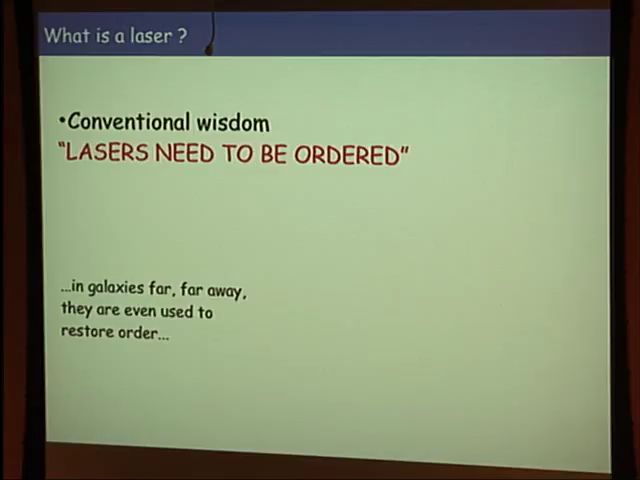 What is a laser ?
•Conventional wisdom
“LASERS NEED TO BE ORDERED”
...in galaxies far, far away,
they are even used to
restore order...